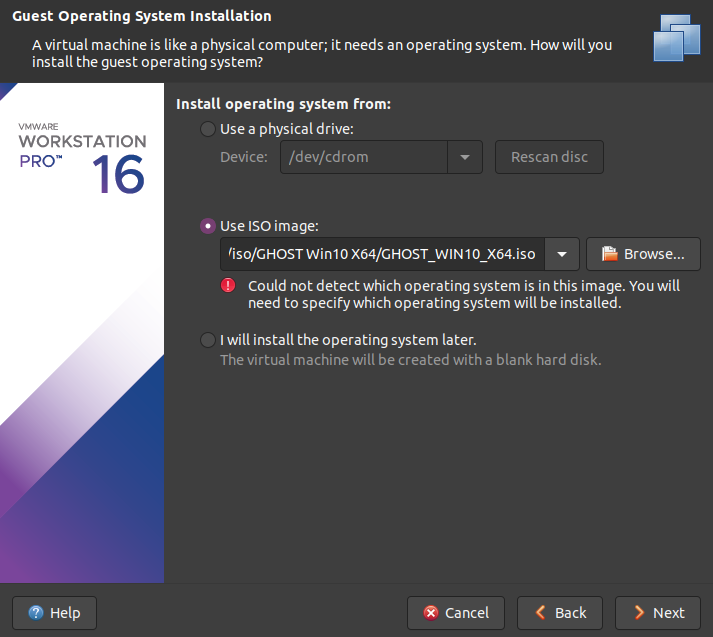 Guest Operating System Installation
A virtual machine is like a physical computer; it needs an operating system. How will you
install the guest operating system?
VMWARE
WORKSTATION
PRO™ 16
Install operating system from:
Use a physical drive:
Device: /dev/cdrom Rescan disc
Use ISO image:
/iso/GHOST Win10 X64/GHOST_WIN10_X64.iso Browse...
Could not detect which operating system is in this image. You will
need to specify which operating system will be installed.
I will install the operating system later.
The virtual machine will be created with a blank hard disk.
Help Cancel Back Next